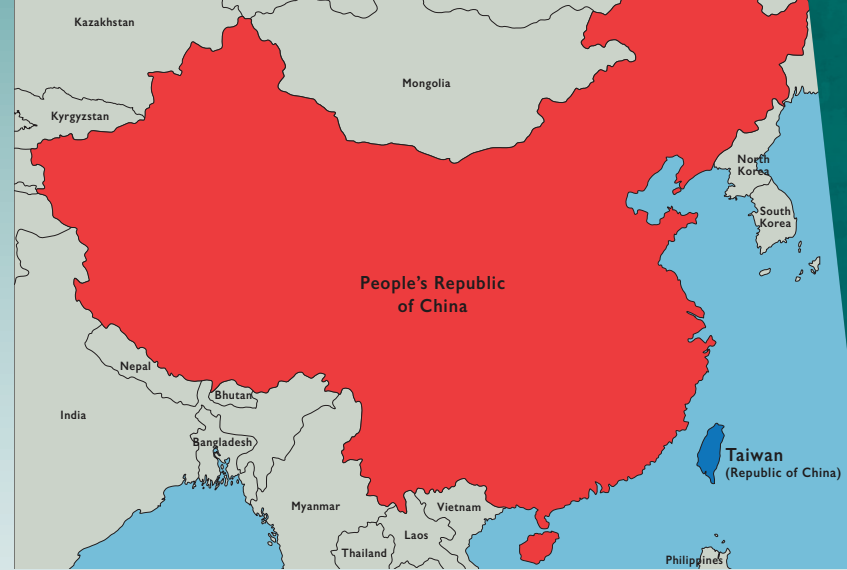 Kazakhstan
Mongolia
Kyrgyzstan
North
Korea
South
Korea
People's Republic
of China
Nepal
Bhutan
India
Bangladesh
Taiwan
(Republic of China)
Myanmar
Vietnam
Laos
Thailand
Philippines